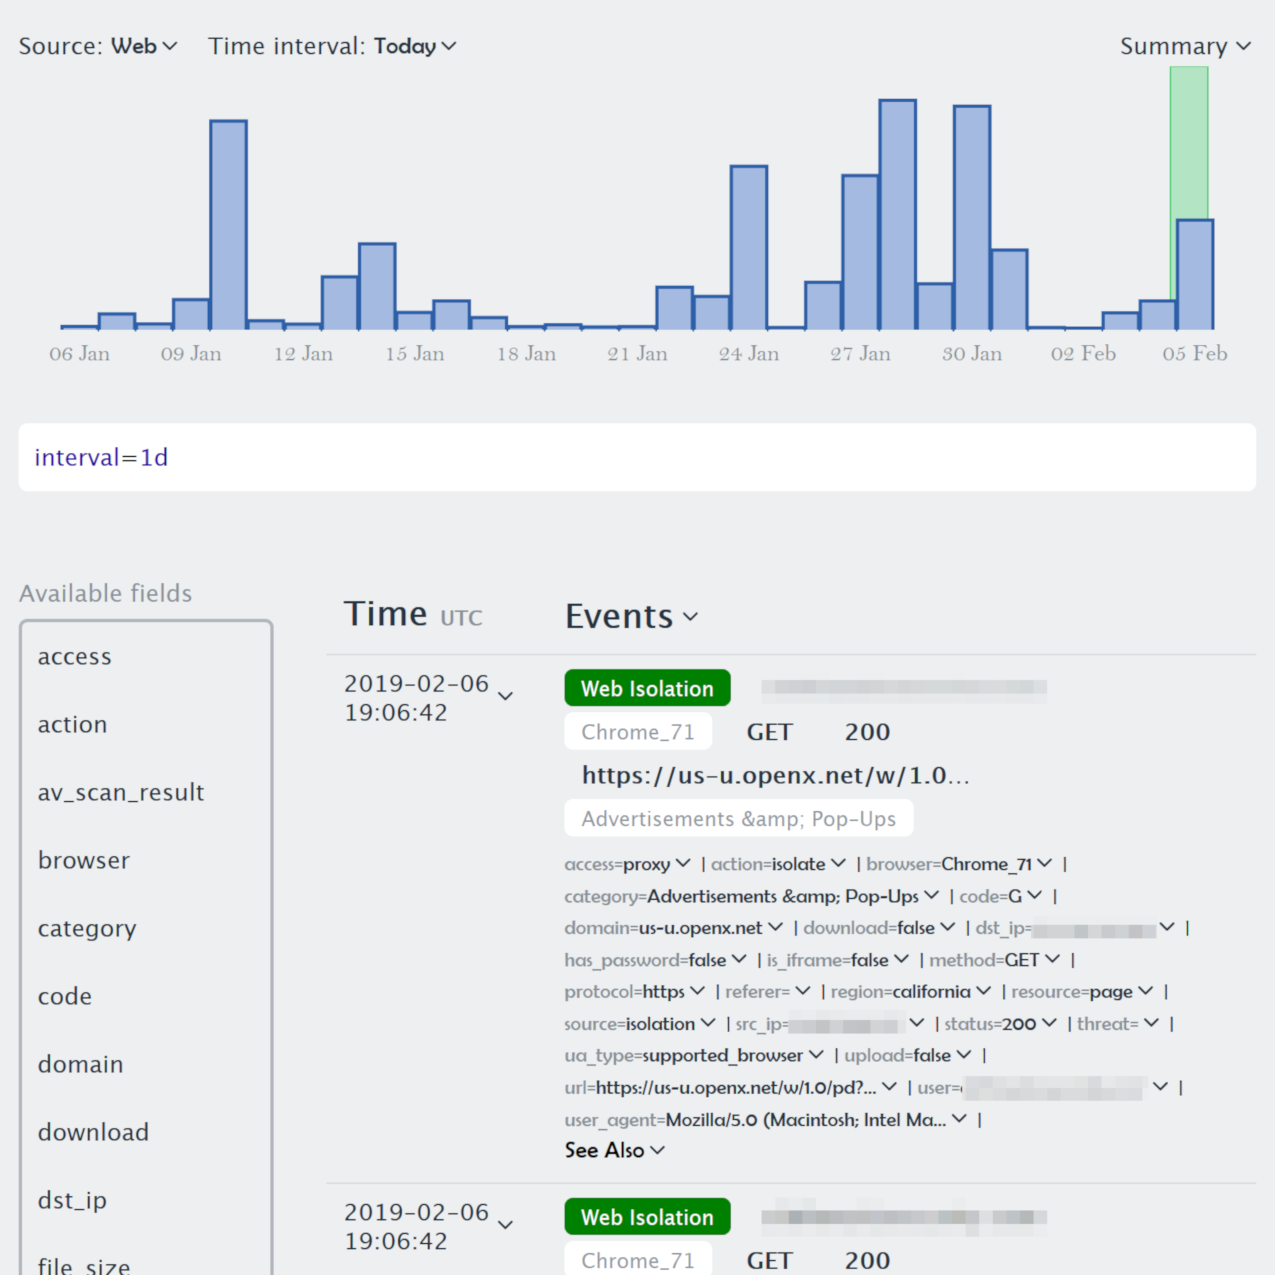 Source: Web Time interval: Today Summary
06 Jan 09 Jan 12 Jan 15 Jan 18 Jan 21 Jan 24 Jan 27 Jan 30 Jan 02 Feb 05 Feb
interval=1d
Available fields
access
action
av_scan_result
browser
category
code
domain
download
dst_ip
file_size
Time UTC Events
2019-02-06
19:06:42
Web Isolation
Chrome_71 GET 200
https://us-u.openx.net/w/1.0...
Advertisements &amp; Pop-Ups
access=proxy | action=isolate | browser=Chrome_71 |
category=Advertisements &amp; Pop-Ups | code=G |
domain=us-u.openx.net | download=false | dst_ip= |
has_password=false | is_iframe=false | method=GET |
protocol=https | referer= | region=california | resource=page |
source=isolation | src_ip= | status=200 | threat= |
ua_type=supported_browser | upload=false |
url=https://us-u.openx.net/w/1.0/pd?... | user= |
user_agent=Mozilla/5.0 (Macintosh; Intel Ma... |
See Also
2019-02-06
19:06:42
Web Isolation
Chrome_71 GET 200